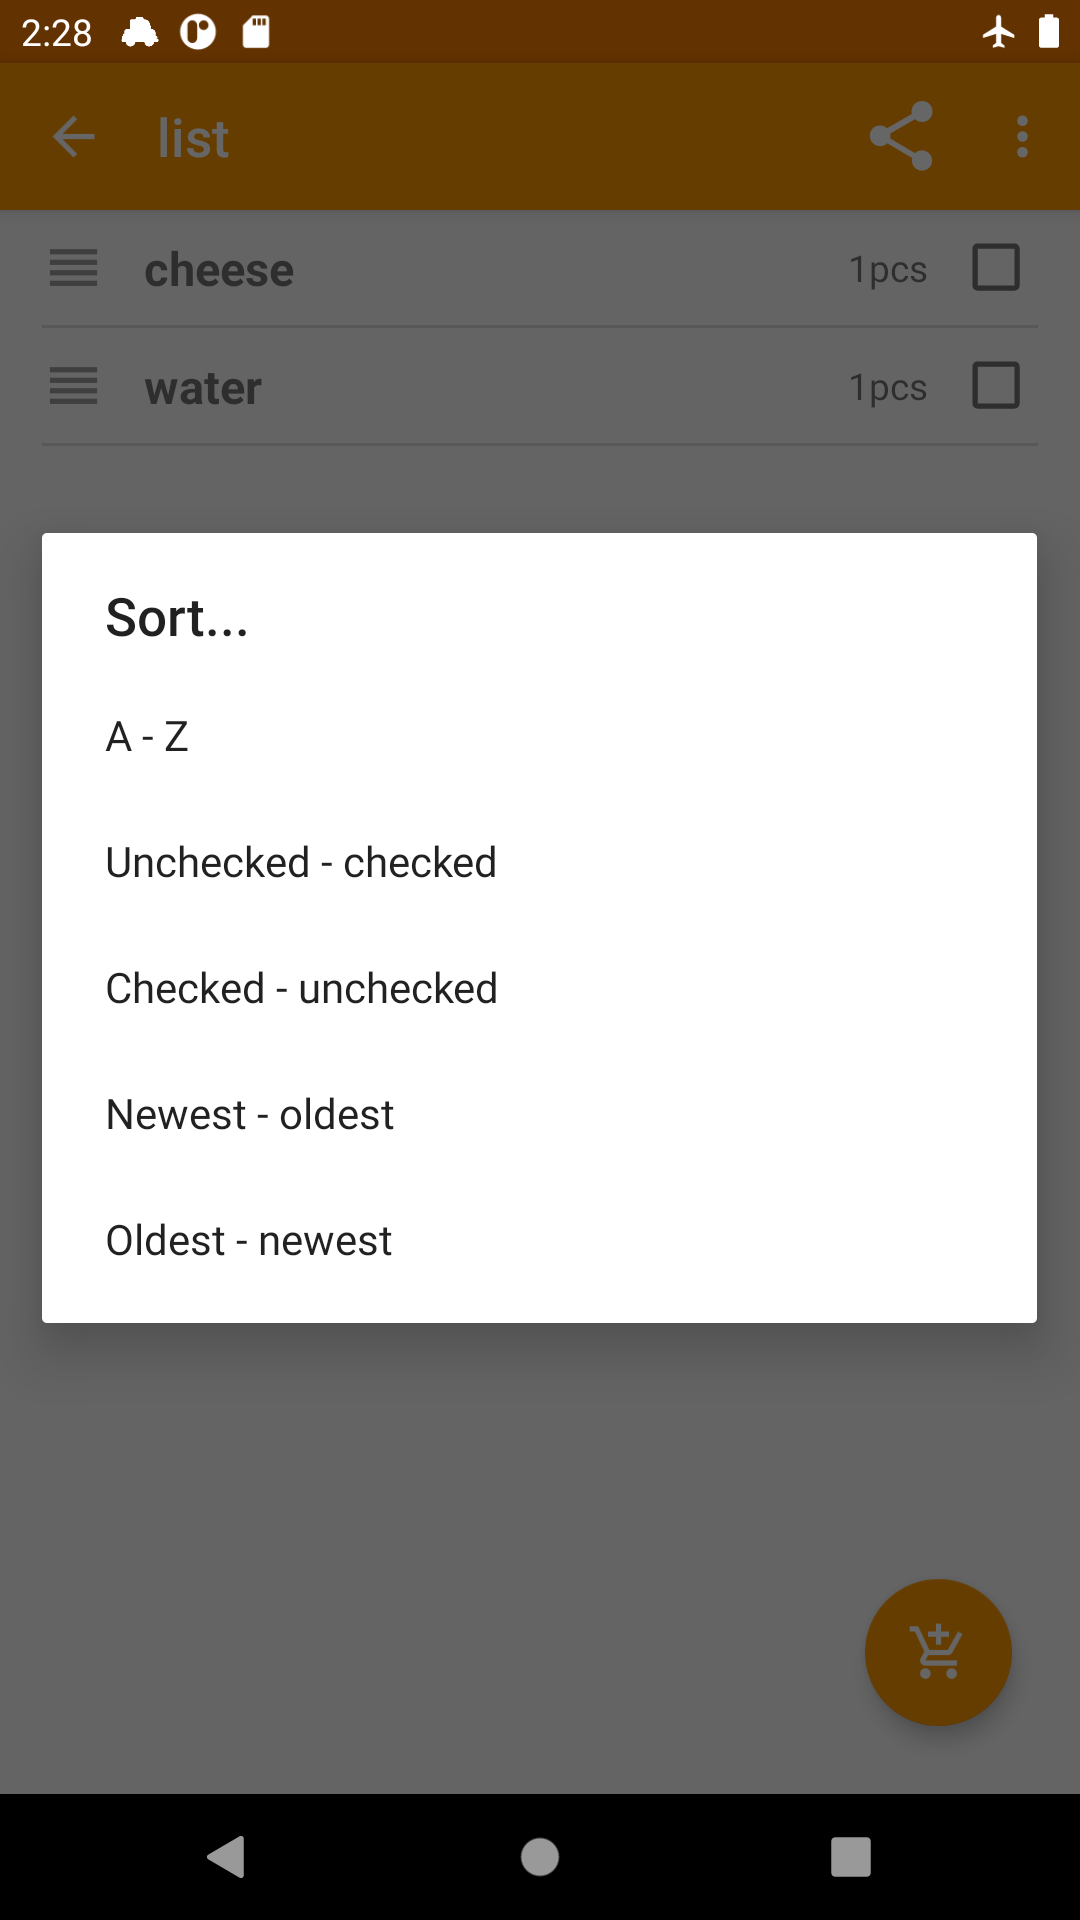 2:28
list
cheese 1pcs
water 1pcs
Sort...
A - Z
Unchecked - checked
Checked - unchecked
Newest - oldest
Oldest - newest